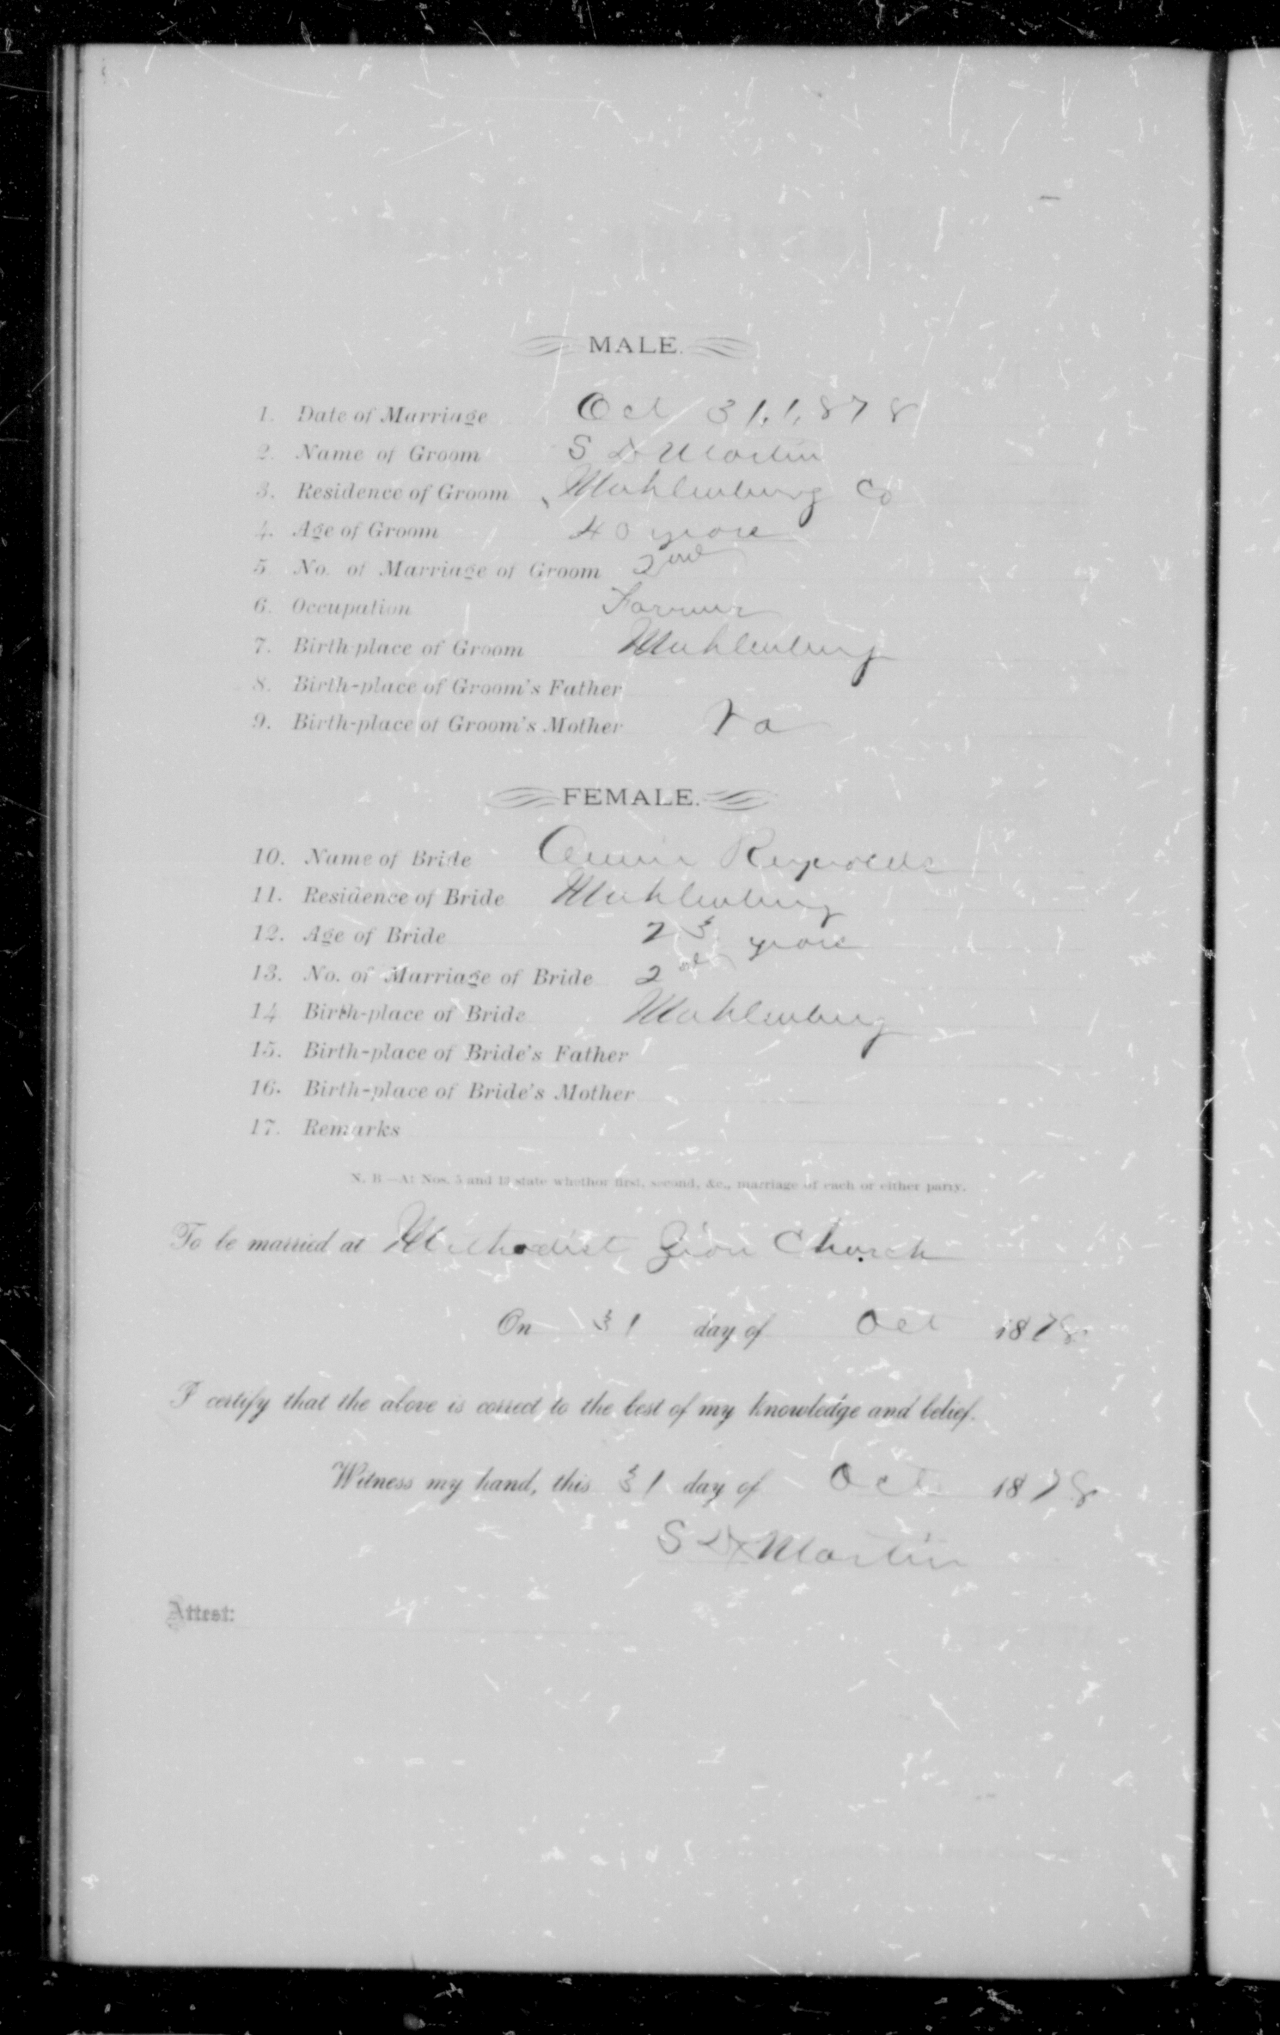 MALE.
1. Date of Marriage Oct 31, 1, 878
2. Name of Groom S D Martin
3. Residence of Groom Muhlenburg Co
4. Age of Groom 40 years
5 No. of Marriage of Groom 2nd
6. Occupation Farmer
7. Birth-place of Groom Muhlenburg
8. Birth-place of Groom's Father
9. Birth-place of Groom's Mother Va
FEMALE.
10. Name of Bride Reynolds
11. Residence of Bride Muhlenburg
12. Age of Bride 23 years
13. No. of Marriage of Bride 2
14 Birth-place of Bride Muhlenburg
15. Birth-place of Bride's Father
16. Birth-place of Bride's Mother
17. Remarks
N. B—At Nos. 5 and 13 state whether first, second, &c., marriage of each or either party.
To be married at Methodist Zion Church
On 31 day of Oct 1878
I certify that the above is correct to the best of my knowledge and belief.
Witness my hand, this 31 day of Oct 1878
S D Martin
Attest: